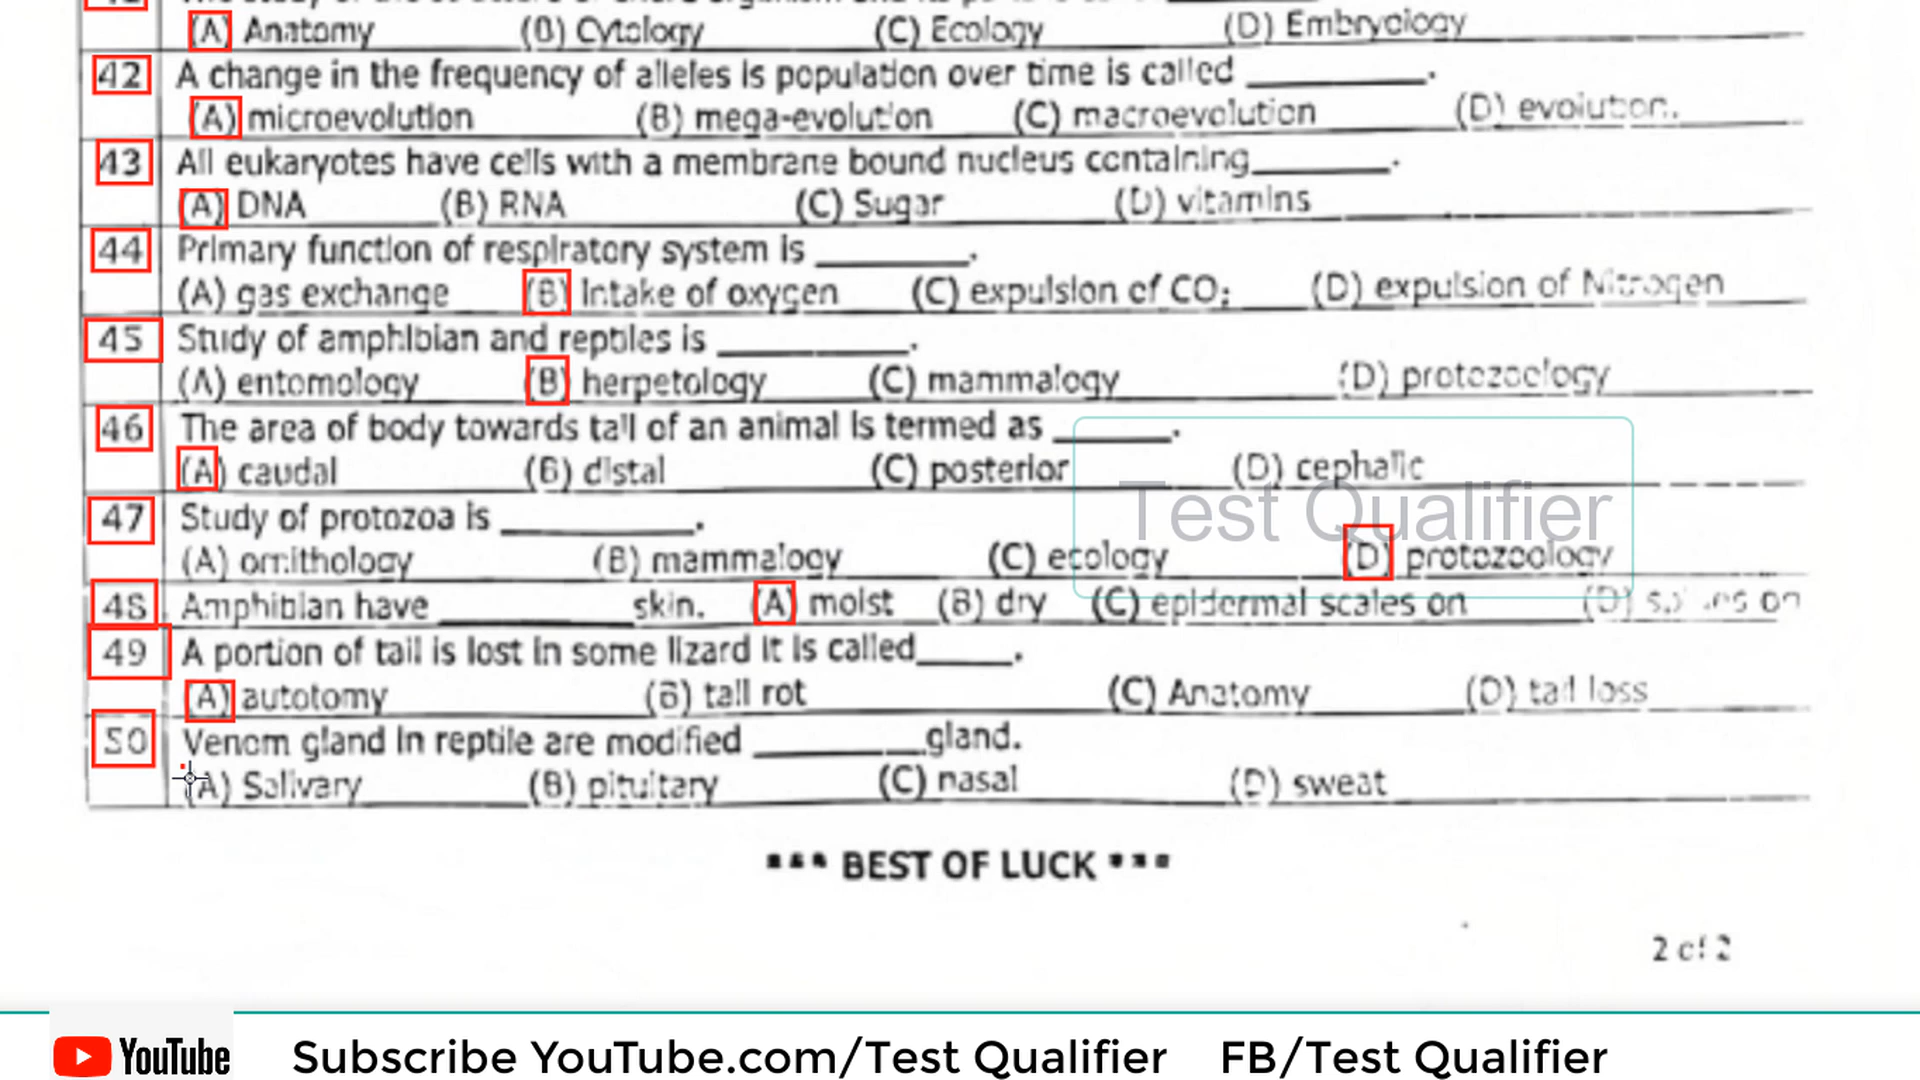 (A) Anatomy (B) Cytology (C) Ecology (D) Embryology
42 A change in the frequency of alleles is population over time is called ________.
(A) microevolution (B) mega-evolution (C) macroevolution (D) evolution.
43 All eukaryotes have cells with a membrane bound nucleus containing________.
(A) DNA (B) RNA (C) Sugar (D) vitamins
44 Primary function of respiratory system is ________.
(A) gas exchange (B) intake of oxygen (C) expulsion of CO2 (D) expulsion of Nitrogen
45 Study of amphibian and reptiles is ________.
(A) entomology (B) herpetology (C) mammalogy (D) protozoology
46 The area of body towards tail of an animal is termed as ________.
(A) caudal (B) distal (C) posterior (D) cephalic
Test Qualifier
47 Study of protozoa is ________.
(A) ornithology (B) mammalogy (C) ecology (D) protozoology
48 Amphibian have ________ skin. (A) moist (B) dry (C) epidermal scales on (D) on
49 A portion of tail is lost in some lizard it is called_____.
(A) autotomy (B) tail rot (C) Anatomy (D) tail loss
50 Venom gland in reptile are modified ________gland.
(A) Salivary (B) pituitary (C) nasal (D) sweat
*** BEST OF LUCK ***
2 of 2
YouTube Subscribe YouTube.com/Test Qualifier FB/Test Qualifier